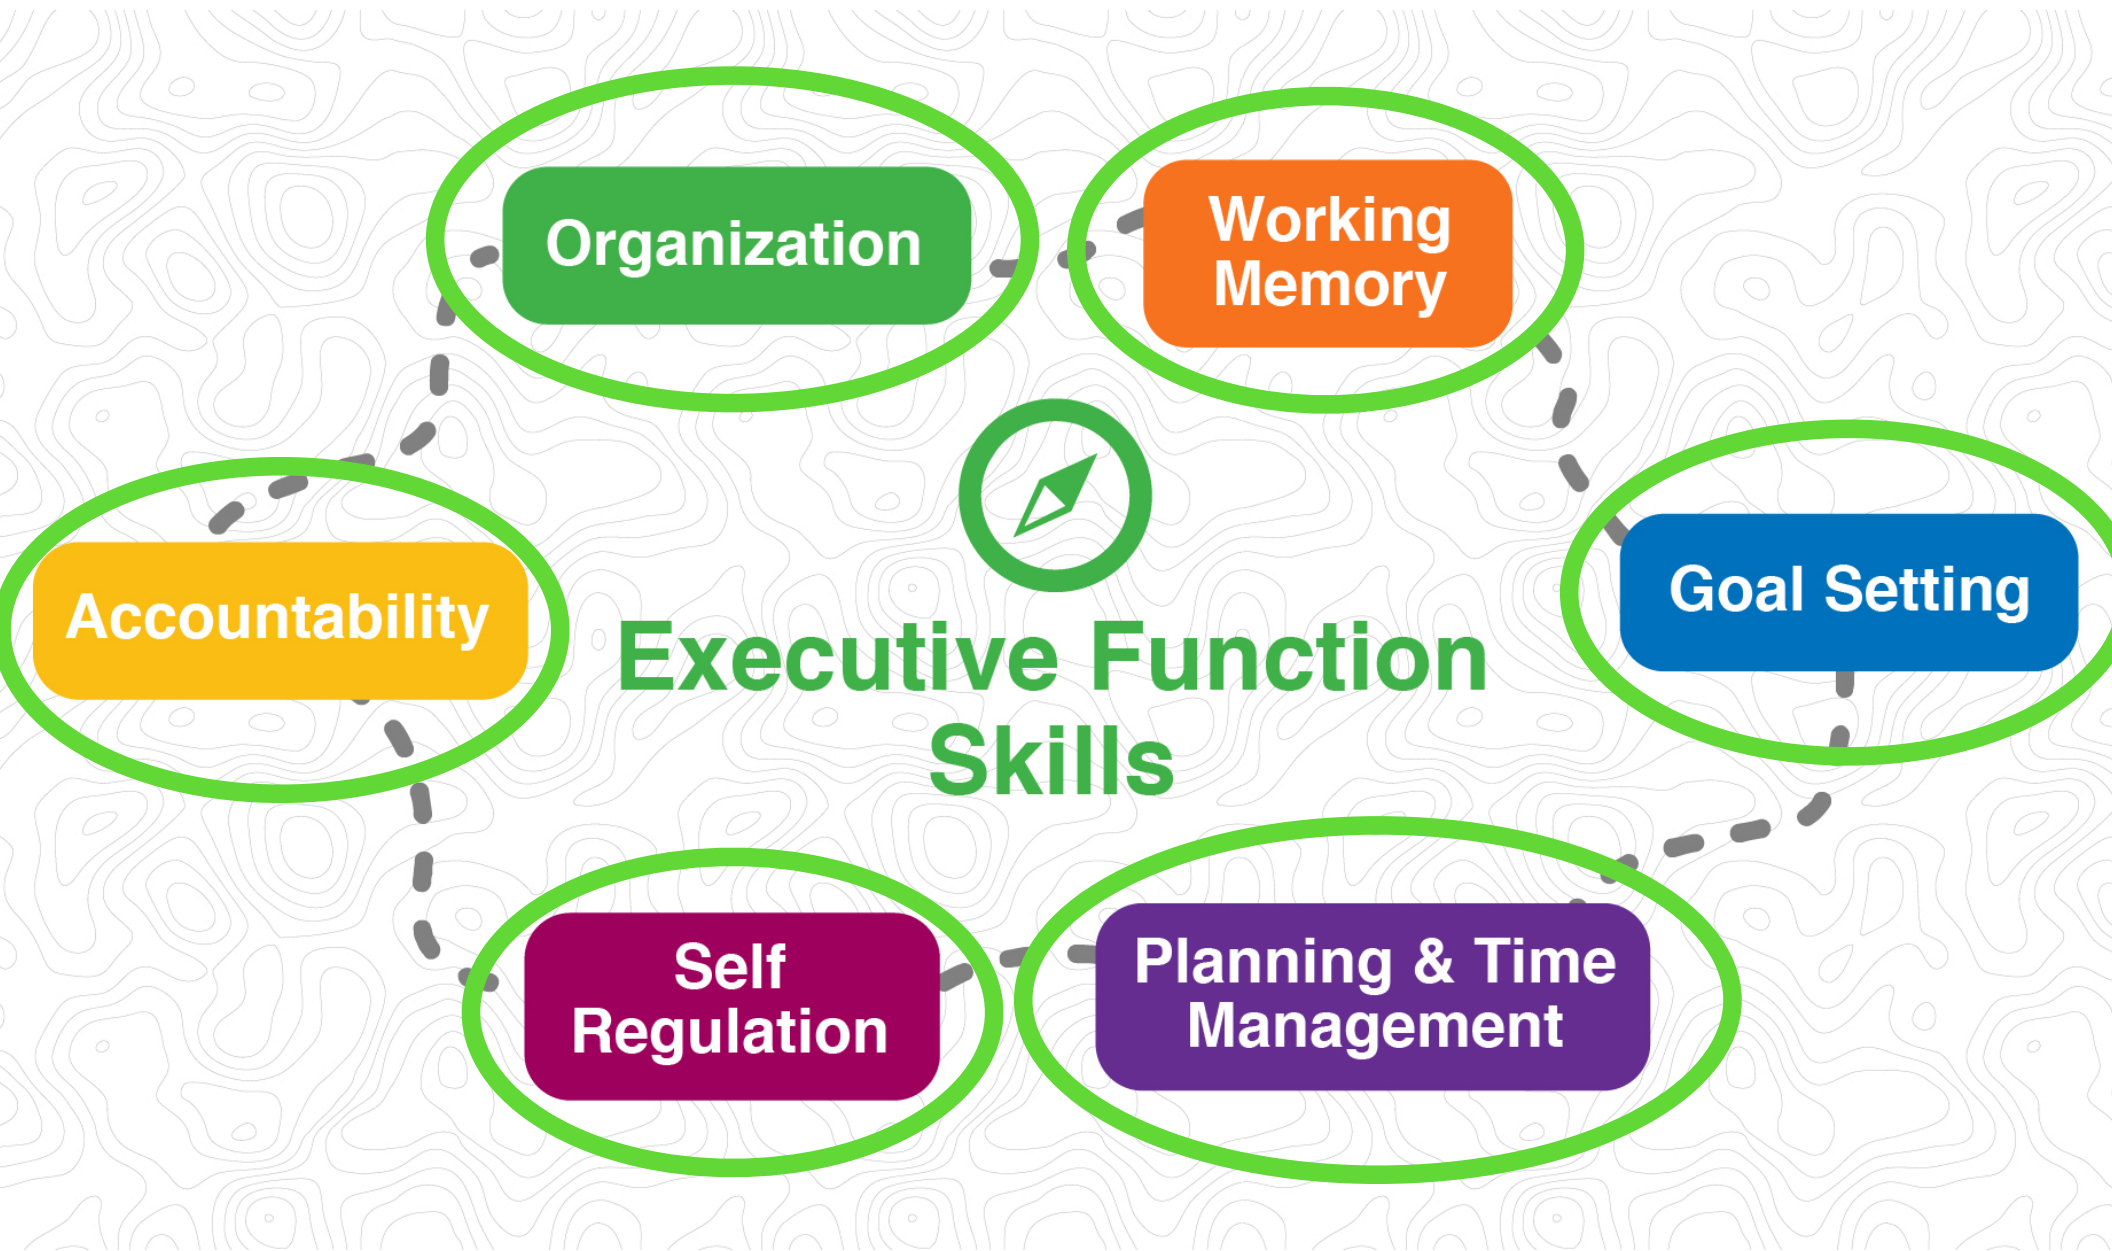 Organization
Working
Memory
Accountability
Goal Setting
Executive Function
Skills
Self
Regulation
Planning & Time
Management